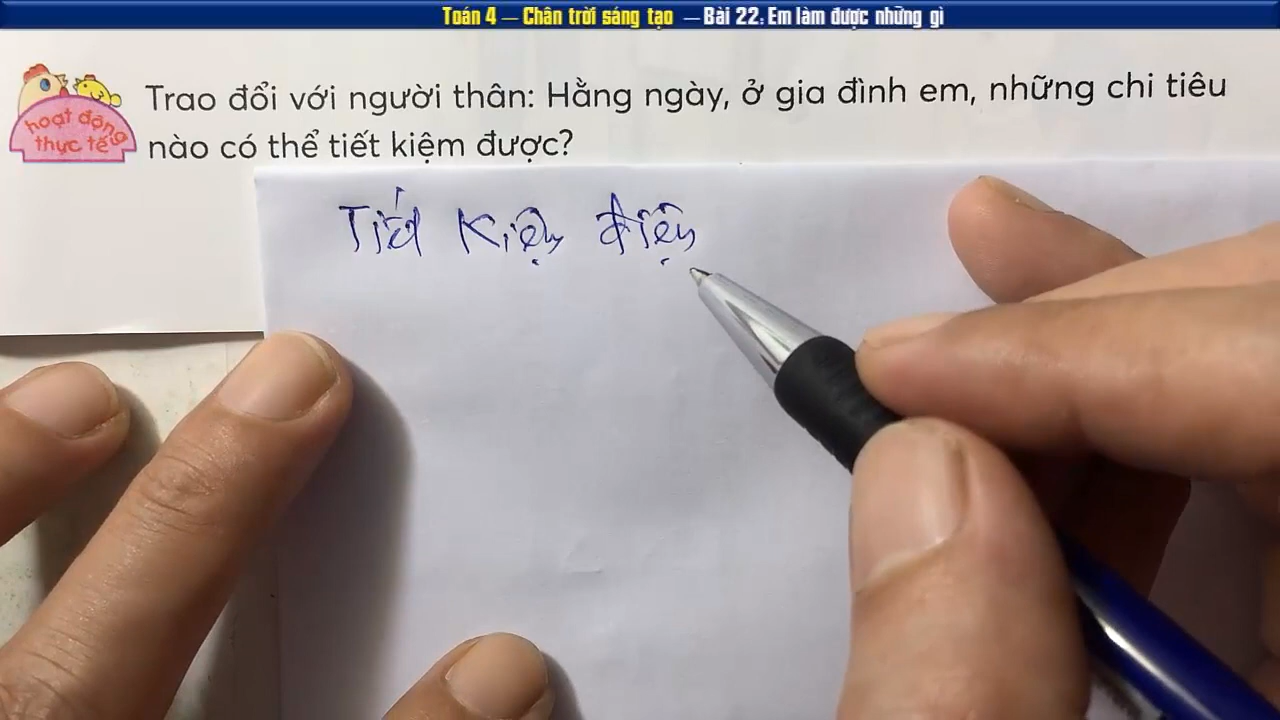 Toán 4 – Chân trời sáng tạo – Bài 22: Em làm được những gì
hoạt động
thực tế
Trao đổi với người thân: Hằng ngày, ở gia đình em, những chi tiêu
nào có thể tiết kiệm được?
Tiết Kiệm điện